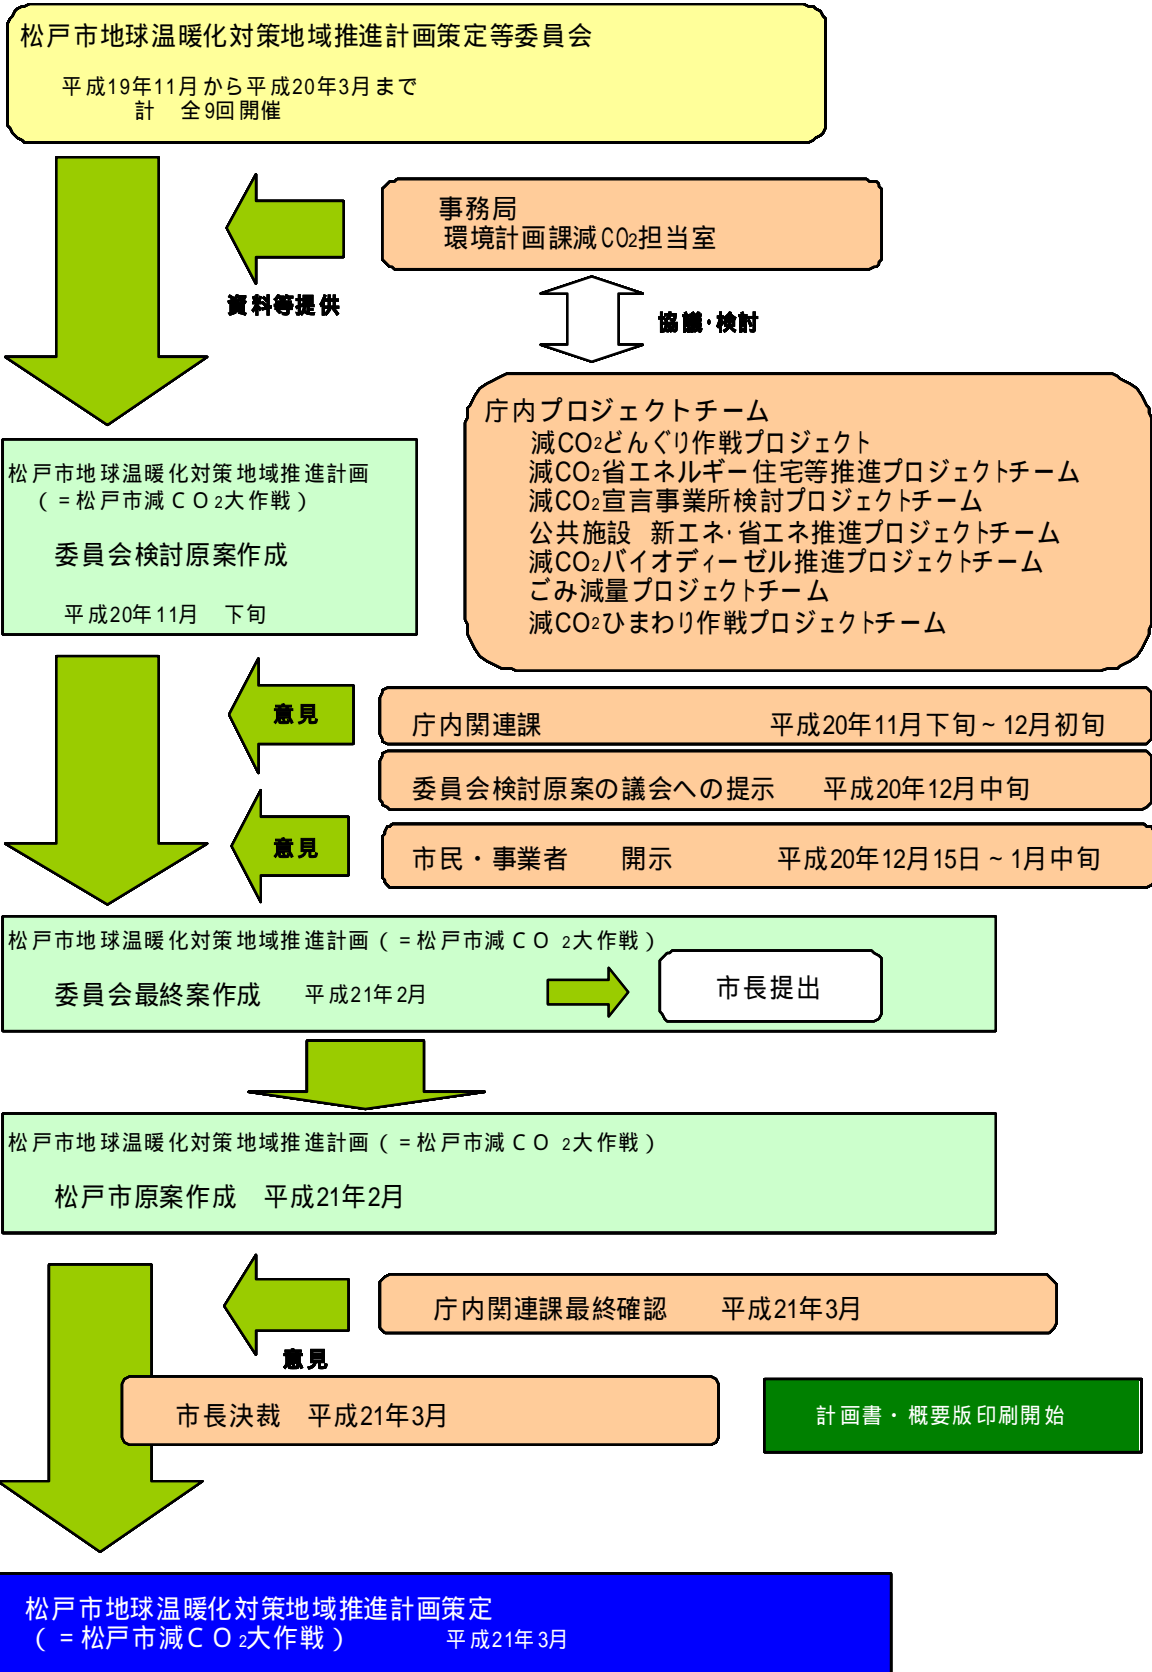 松戸市地球温暖化対策地域推進計画策定等委員会
平成19年11月から平成20年3月まで
計　全9回開催
事務局
環境計画課減CO2担当室
資料等提供
協議・検討
庁内プロジェクトチーム
減CO2どんぐり作戦プロジェクト
減CO2省エネルギー住宅等推進プロジェクトチーム
減CO2宣言事業所検討プロジェクトチーム
公共施設　新エネ・省エネ推進プロジェクトチーム
減CO2バイオディーゼル推進プロジェクトチーム
ごみ減量プロジェクトチーム
減CO2ひまわり作戦プロジェクトチーム
松戸市地球温暖化対策地域推進計画
（＝松戸市減ＣＯ2大作戦）
委員会検討原案作成
平成20年11月　下旬
意見
庁内関連課　平成20年11月下旬～12月初旬
委員会検討原案の議会への提示　平成20年12月中旬
意見
市民・事業者　開示　平成20年12月15日～1月中旬
松戸市地球温暖化対策地域推進計画（＝松戸市減ＣＯ2大作戦）
委員会最終案作成　平成21年2月
市長提出
松戸市地球温暖化対策地域推進計画（＝松戸市減ＣＯ2大作戦）
松戸市原案作成　平成21年2月
庁内関連課最終確認　平成21年3月
意見
市長決裁　平成21年3月
計画書・概要版印刷開始
松戸市地球温暖化対策地域推進計画策定
（＝松戸市減ＣＯ2大作戦）　平成21年3月